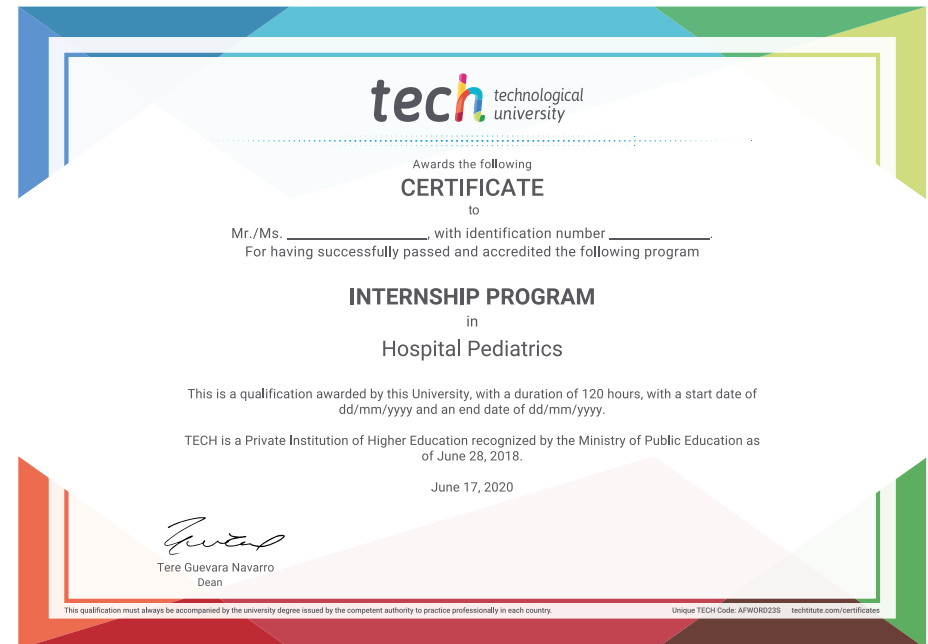 tech technological
university
Awards the following
CERTIFICATE
to
Mr./Ms. ____________________, with identification number ______________.
For having successfully passed and accredited the following program
INTERNSHIP PROGRAM
in
Hospital Pediatrics
This is a qualification awarded by this University, with a duration of 120 hours, with a start date of
dd/mm/yyyy and an end date of dd/mm/yyyy.
TECH is a Private Institution of Higher Education recognized by the Ministry of Public Education as
of June 28, 2018.
June 17, 2020
Tere Guevara Navarro
Dean
This qualification must always be accompanied by the university degree issued by the competent authority to practice professionally in each country. Unique TECH Code: AFWORD23S techtitute.com/certificates